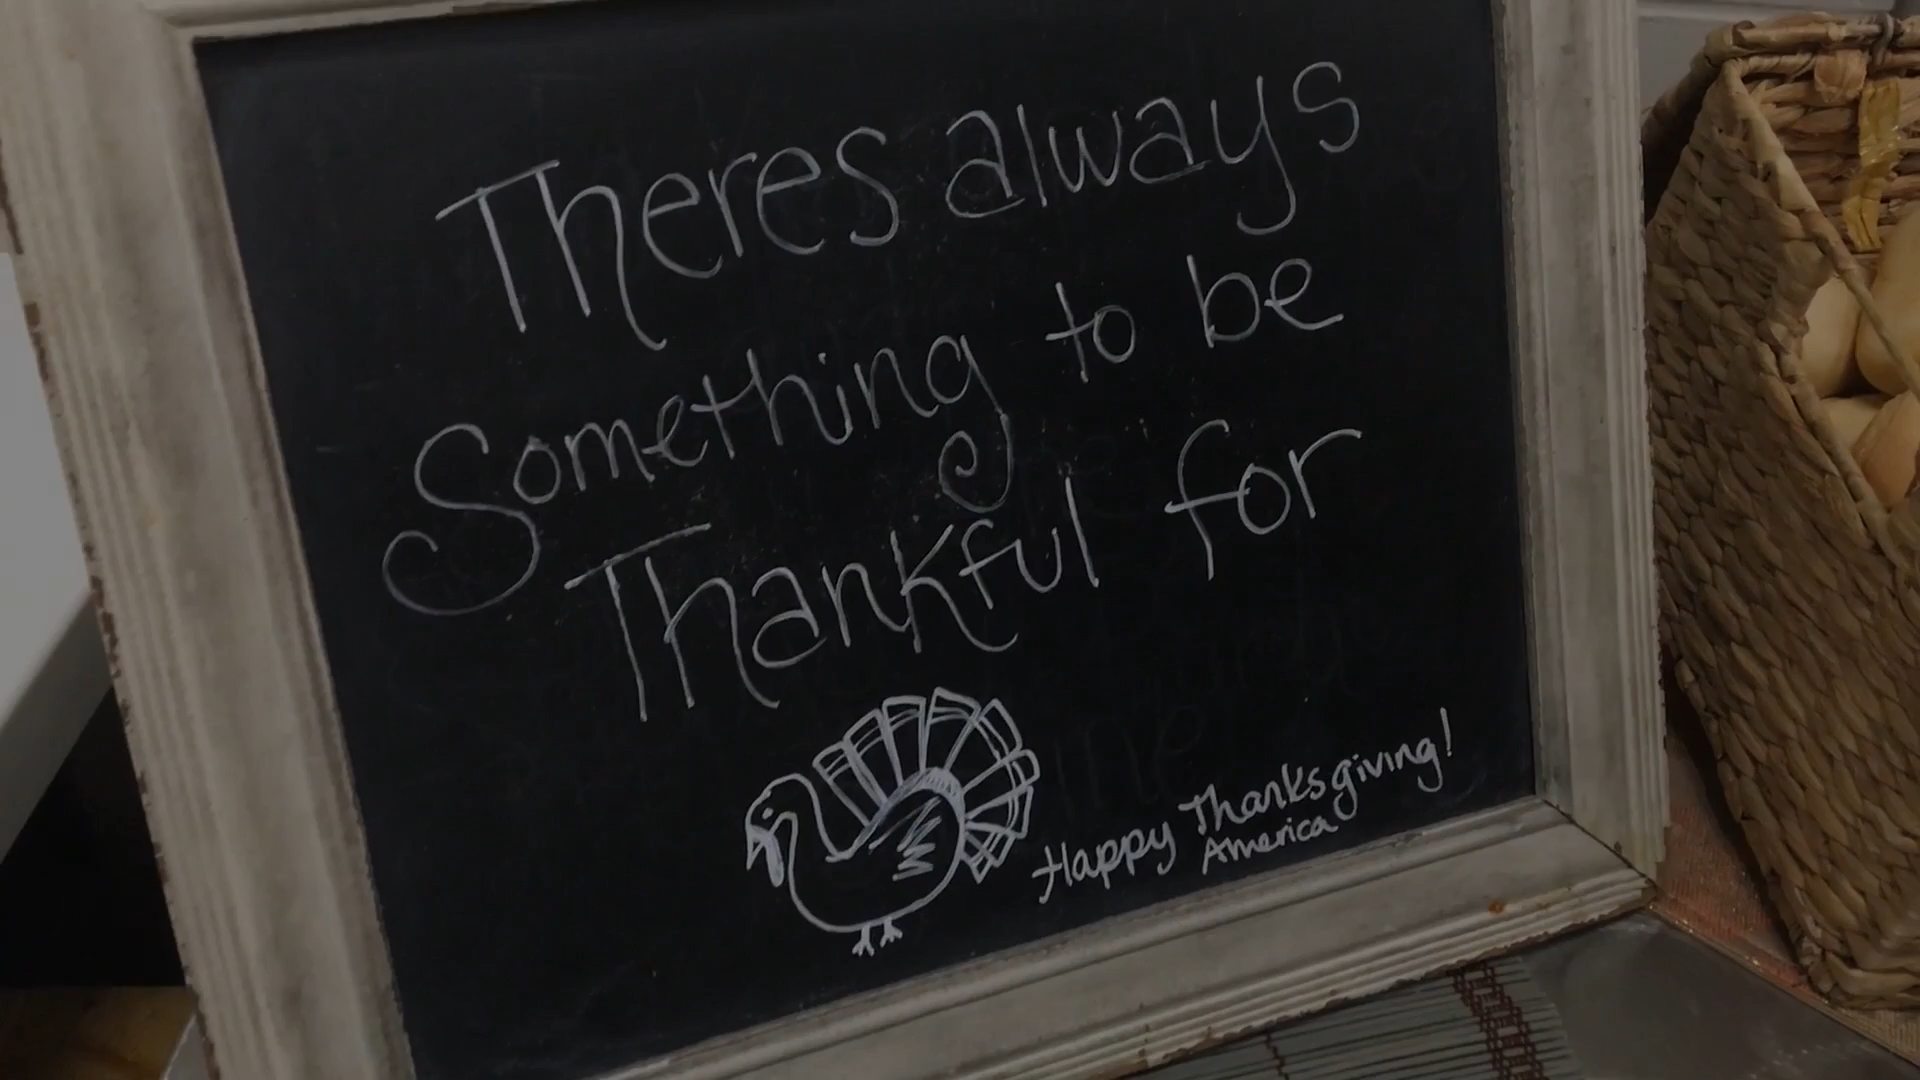 Theres always
Something to be
Thankful for
Happy Thanksgiving!
America